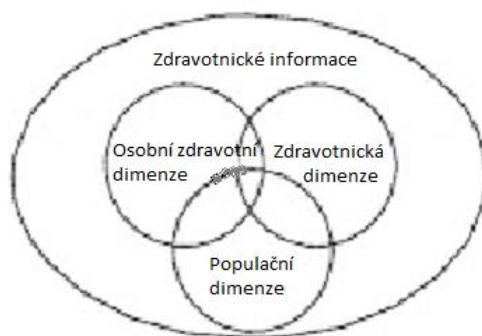 Zdravotnické informace
Osobní zdravotní
dimenze
Zdravotnická
dimenze
Populační
dimenze